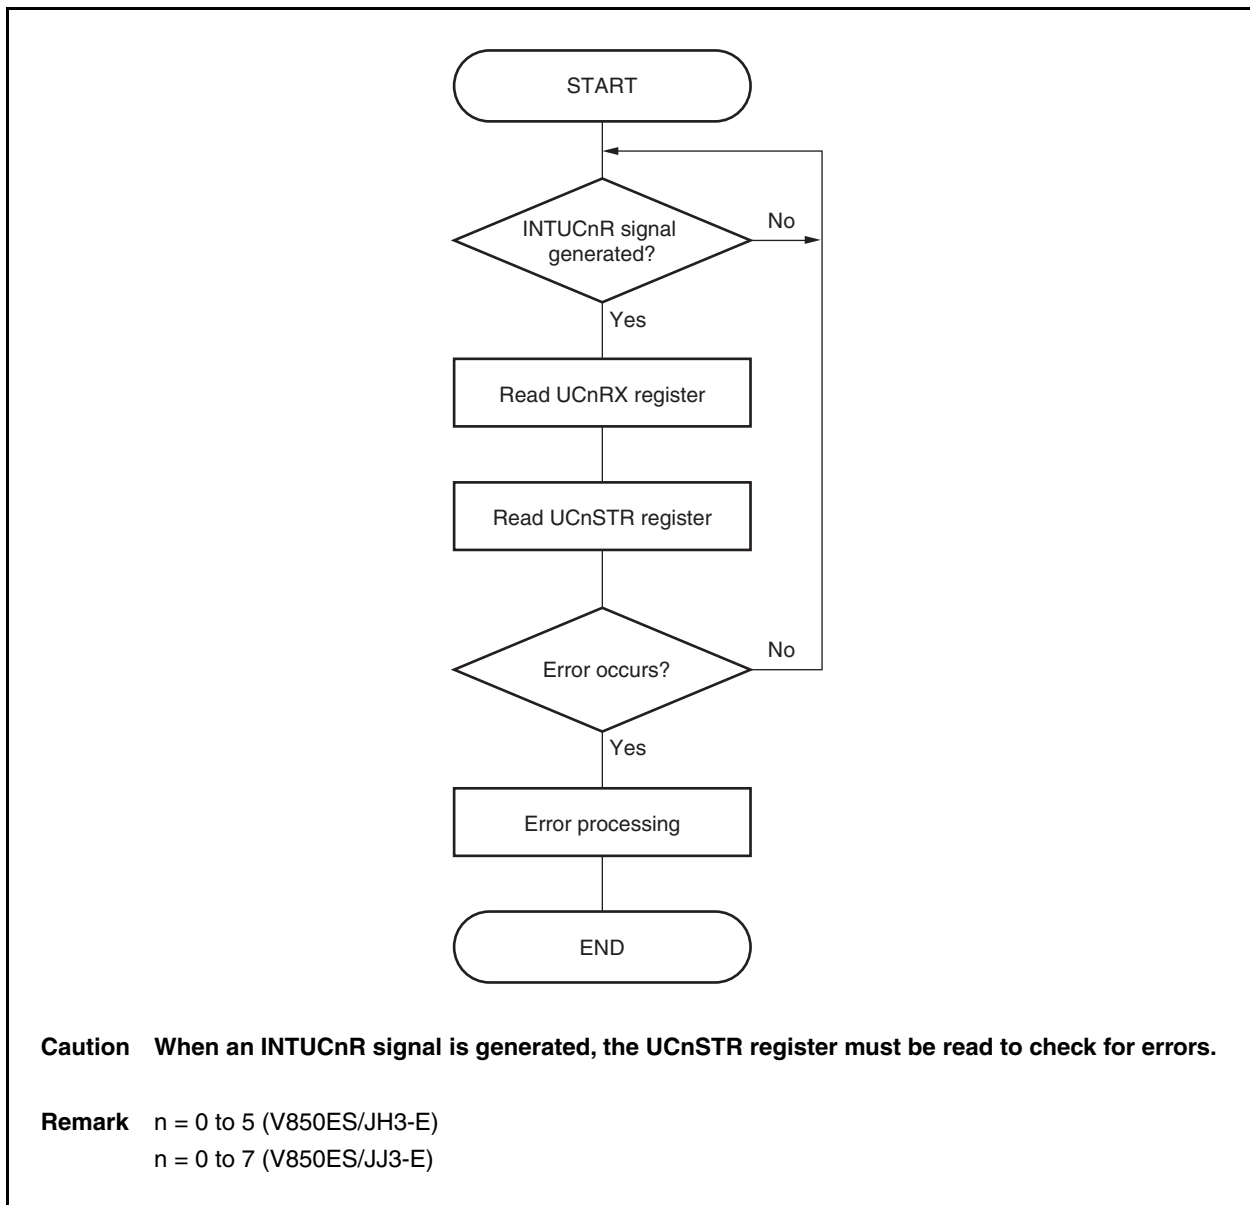 START
INTUCnR signal
generated?
No
Yes
Read UCnRX register
Read UCnSTR register
Error occurs?
No
Yes
Error processing
END
Caution When an INTUCnR signal is generated, the UCnSTR register must be read to check for errors.
Remark n = 0 to 5 (V850ES/JH3-E)
n = 0 to 7 (V850ES/JJ3-E)